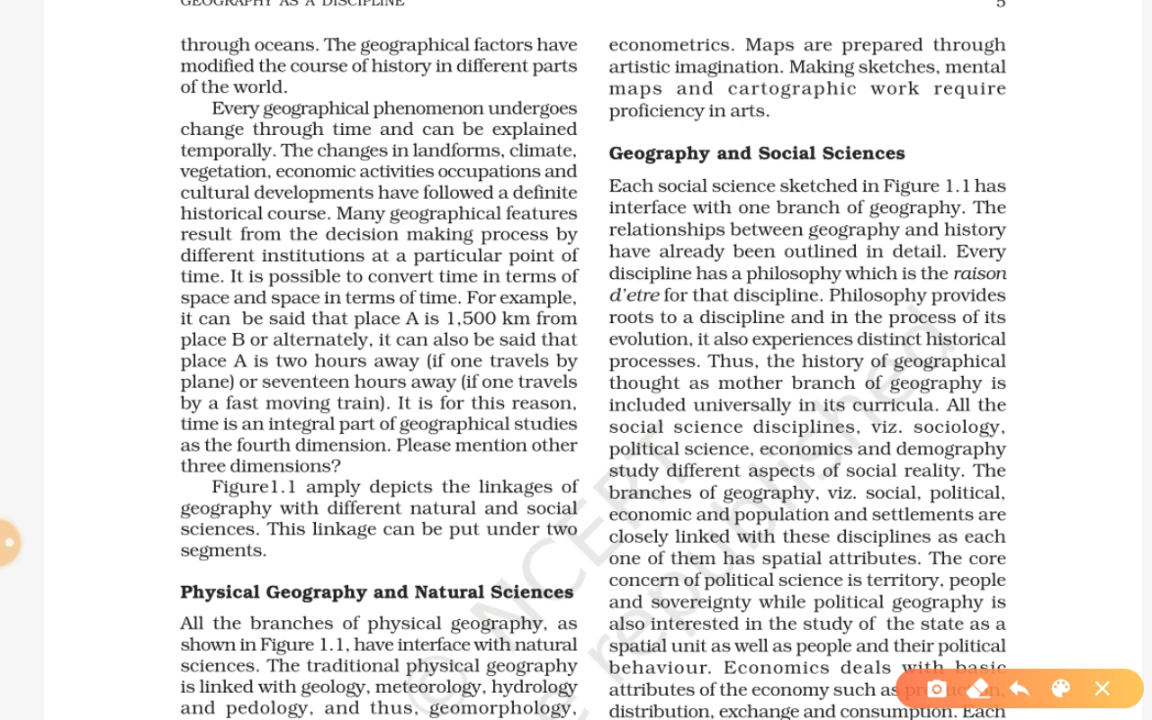 GEOGRAPHY AS A DISCIPLINE
5
through oceans. The geographical factors have
modified the course of history in different parts
of the world.
Every geographical phenomenon undergoes
change through time and can be explained
temporally. The changes in landforms, climate,
vegetation, economic activities occupations and
cultural developments have followed a definite
historical course. Many geographical features
result from the decision making process by
different institutions at a particular point of
time. It is possible to convert time in terms of
space and space in terms of time. For example,
it can be said that place A is 1,500 km from
place B or alternately, it can also be said that
place A is two hours away (if one travels by
plane) or seventeen hours away (if one travels
by a fast moving train). It is for this reason,
time is an integral part of geographical studies
as the fourth dimension. Please mention other
three dimensions?
Figure1.1 amply depicts the linkages of
geography with different natural and social
sciences. This linkage can be put under two
segments.
Physical Geography and Natural Sciences
All the branches of physical geography, as
shown in Figure 1.1, have interface with natural
sciences. The traditional physical geography
is linked with geology, meteorology, hydrology
and pedology, and thus, geomorphology,
econometrics. Maps are prepared through
artistic imagination. Making sketches, mental
maps and cartographic work require
proficiency in arts.
Geography and Social Sciences
Each social science sketched in Figure 1.1 has
interface with one branch of geography. The
relationships between geography and history
have already been outlined in detail. Every
discipline has a philosophy which is the raison
d'etre for that discipline. Philosophy provides
roots to a discipline and in the process of its
evolution, it also experiences distinct historical
processes. Thus, the history of geographical
thought as mother branch of geography is
included universally in its curricula. All the
social science disciplines, viz. sociology,
political science, economics and demography
study different aspects of social reality. The
branches of geography, viz. social, political,
economic and population and settlements are
closely linked with these disciplines as each
one of them has spatial attributes. The core
concern of political science is territory, people
and sovereignty while political geography is
also interested in the study of the state as a
spatial unit as well as people and their political
behaviour. Economics deals with basic
attributes of the economy such as
distribution, exchange and consumption. Each
© NCERT
republished